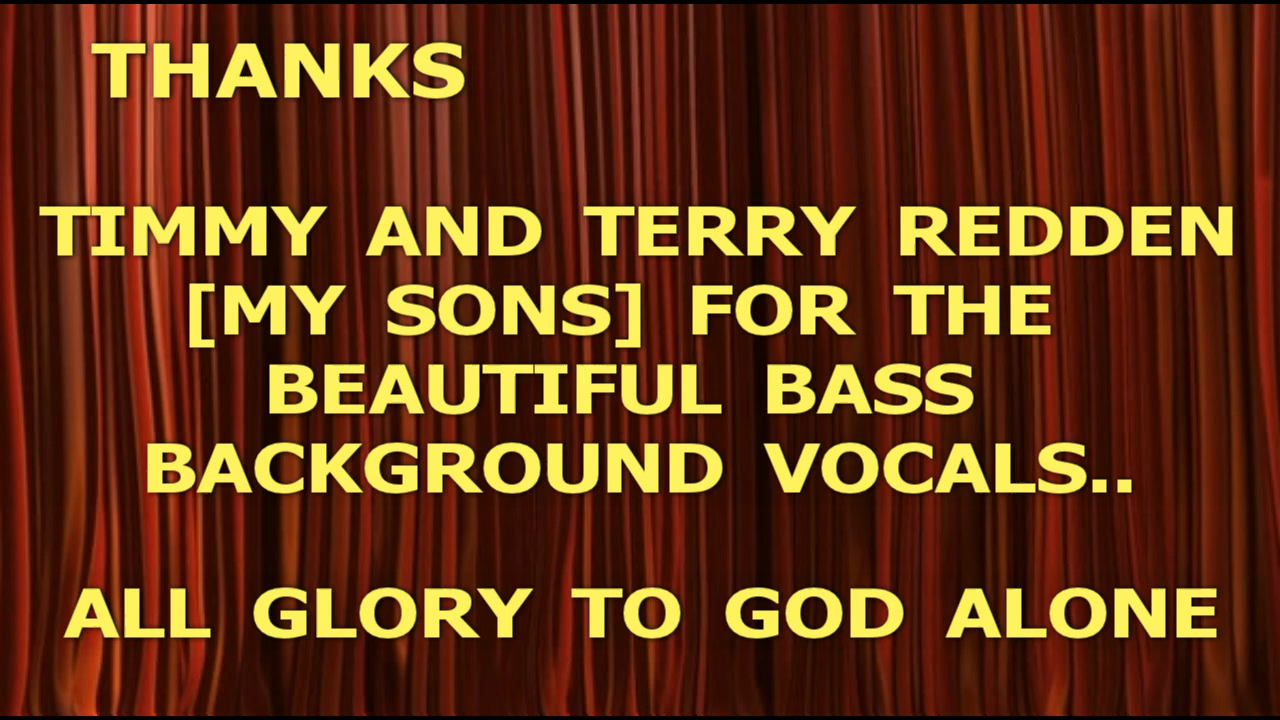 THANKS
TIMMY AND TERRY REDDEN
[MY SONS] FOR THE
BEAUTIFUL BASS
BACKGROUND VOCALS..
ALL GLORY TO GOD ALONE